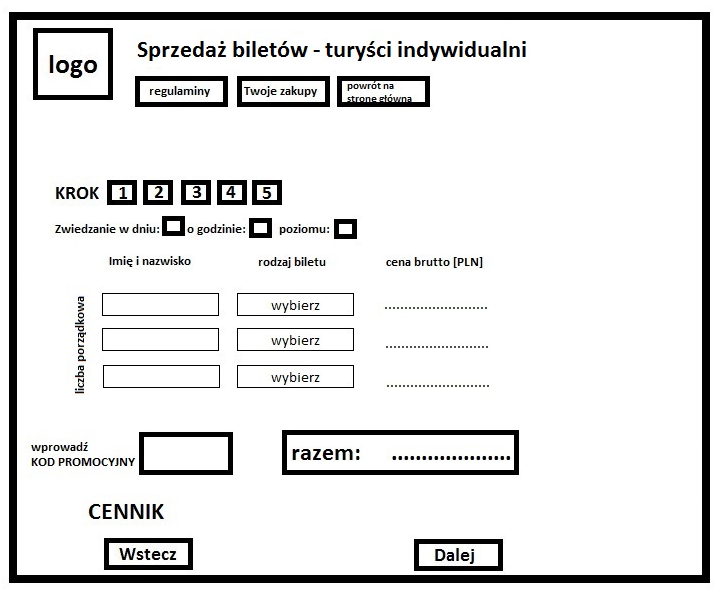 logo
Sprzedaż biletów - turyści indywidualni
regulaminy
Twoje zakupy
powrót na
stronę główną
KROK 1 2 3 4 5
Zwiedzanie w dniu: o godzinie: poziomu:
Imię i nazwisko rodzaj biletu cena brutto [PLN]
liczba porządkowa
wybierz ..........................
wybierz ..........................
wybierz ..........................
wprowadź
KOD PROMOCYJNY
razem: ....................
CENNIK
Wstecz Dalej